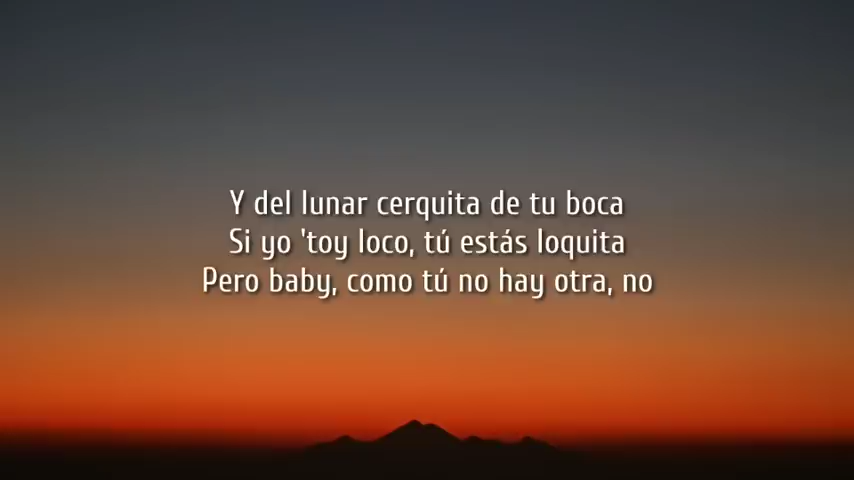 Y del lunar cerquita de tu boca
Si yo 'toy loco, tú estás loquita
Pero baby, como tú no hay otra, no